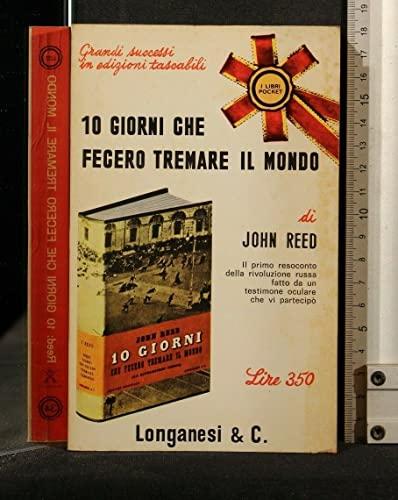 Grandi successi
in edizioni tascabili
I LIBRI
POCKET
10 GIORNI CHE
FECERO TREMARE IL MONDO
di
JOHN REED
Il primo resoconto
della rivoluzione russa
fatto da un
testimone oculare
che vi partecipò
JOHN REED
10 GIORNI
CHE FECERO TREMARE IL MONDO
Lire 350
Longanesi & C.
Reed: 10 GIORNI CHE FECERO TREMARE IL MONDO